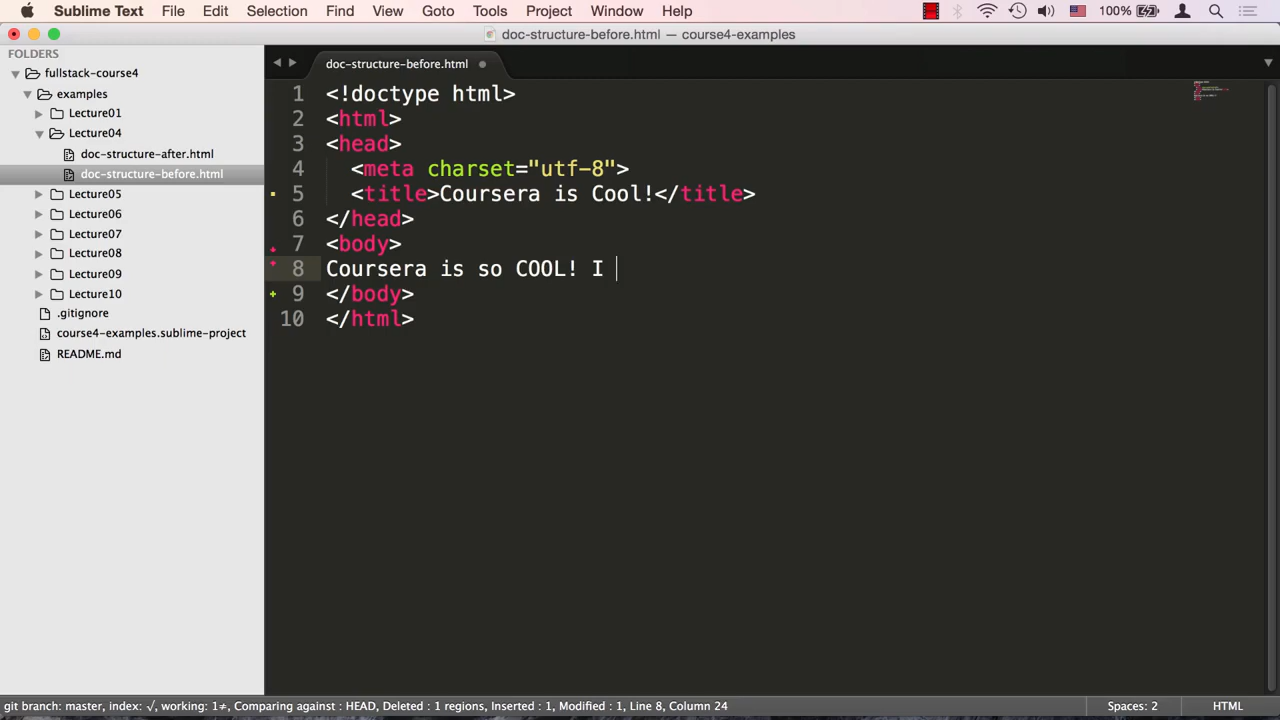 Sublime Text File Edit Selection Find View Goto Tools Project Window Help 100%
doc-structure-before.html — course4-examples
FOLDERS
fullstack-course4
examples
Lecture01
Lecture04
doc-structure-after.html
doc-structure-before.html
Lecture05
Lecture06
Lecture07
Lecture08
Lecture09
Lecture10
.gitignore
course4-examples.sublime-project
README.md
doc-structure-before.html
1 <!doctype html>
2 <html>
3 <head>
4 <meta charset="utf-8">
5 <title>Coursera is Cool!</title>
6 </head>
7 <body>
8 Coursera is so COOL! I
9 </body>
10 </html>
git branch: master, index: √, working: 1≠, Comparing against : HEAD, Deleted : 1 regions, Inserted : 1, Modified : 1, Line 8, Column 24 Spaces: 2 HTML